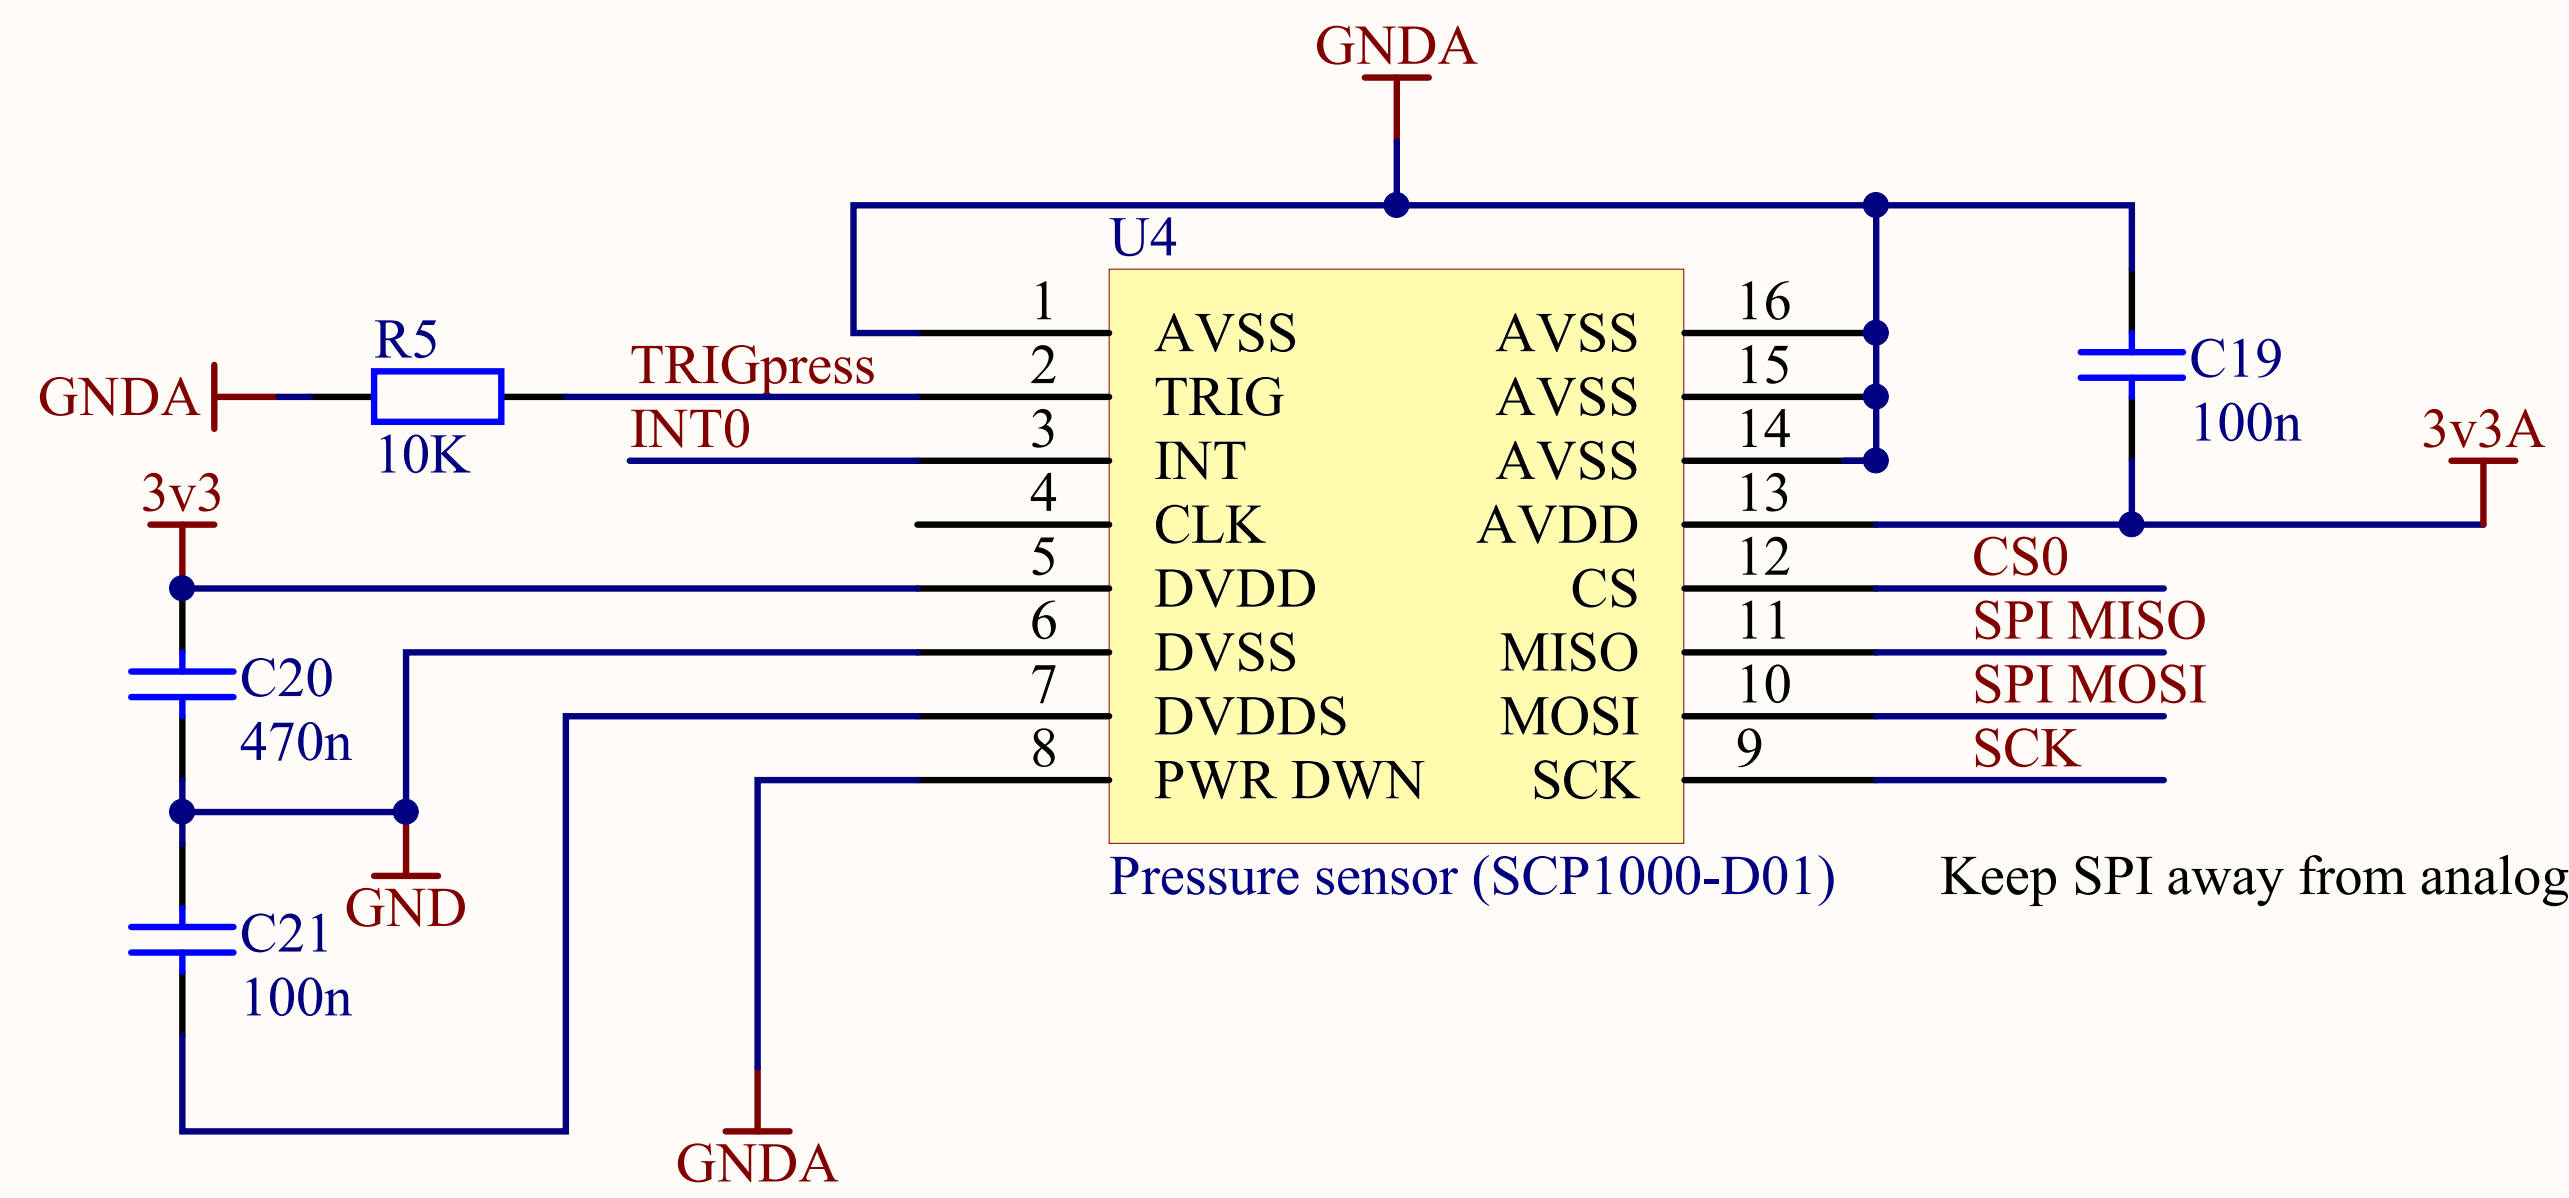 GNDA
U4
1
AVSS
2
TRIG
3
INT
4
CLK
5
DVDD
6
DVSS
7
DVDDS
8
PWR DWN
16
AVSS
15
AVSS
14
AVSS
13
AVDD
12
CS
11
MISO
10
MOSI
9
SCK
R5
10K
GNDA
TRIGpress
INT0
3v3
C20
470n
GND
C21
100n
GNDA
C19
100n
3v3A
CS0
SPI MISO
SPI MOSI
SCK
Pressure sensor (SCP1000-D01)
Keep SPI away from analog